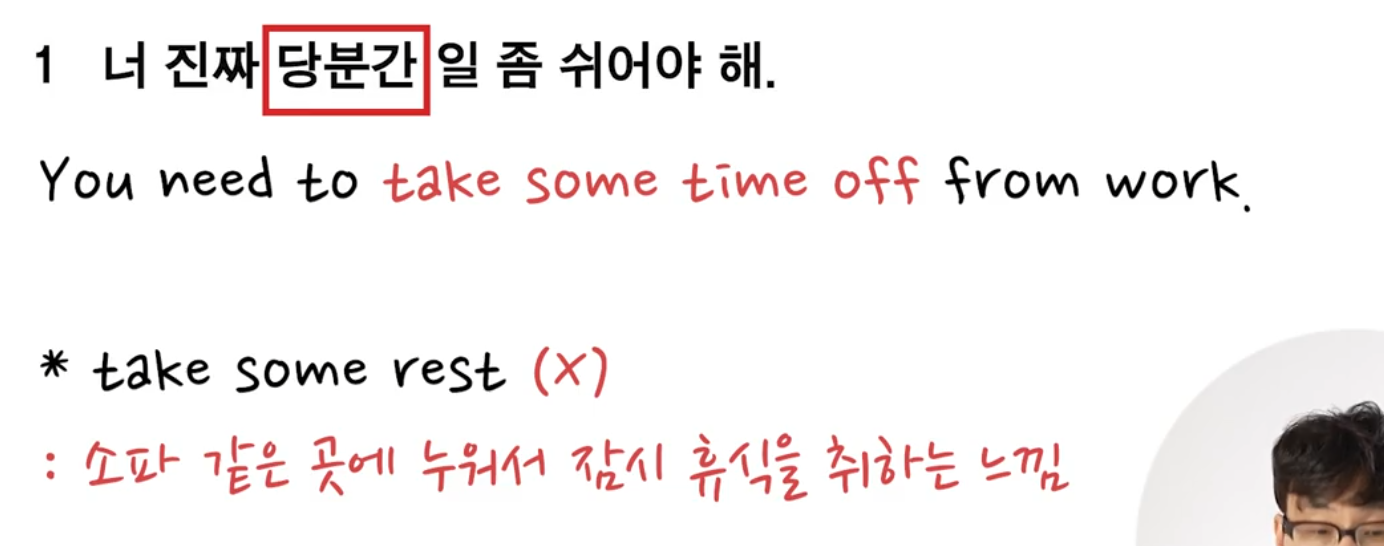 1 너 진짜 당분간 일 좀 쉬어야 해.
You need to take some time off from work.
* take some rest (X)
: 소파 같은 곳에 누워서 잠시 휴식을 취하는 느낌